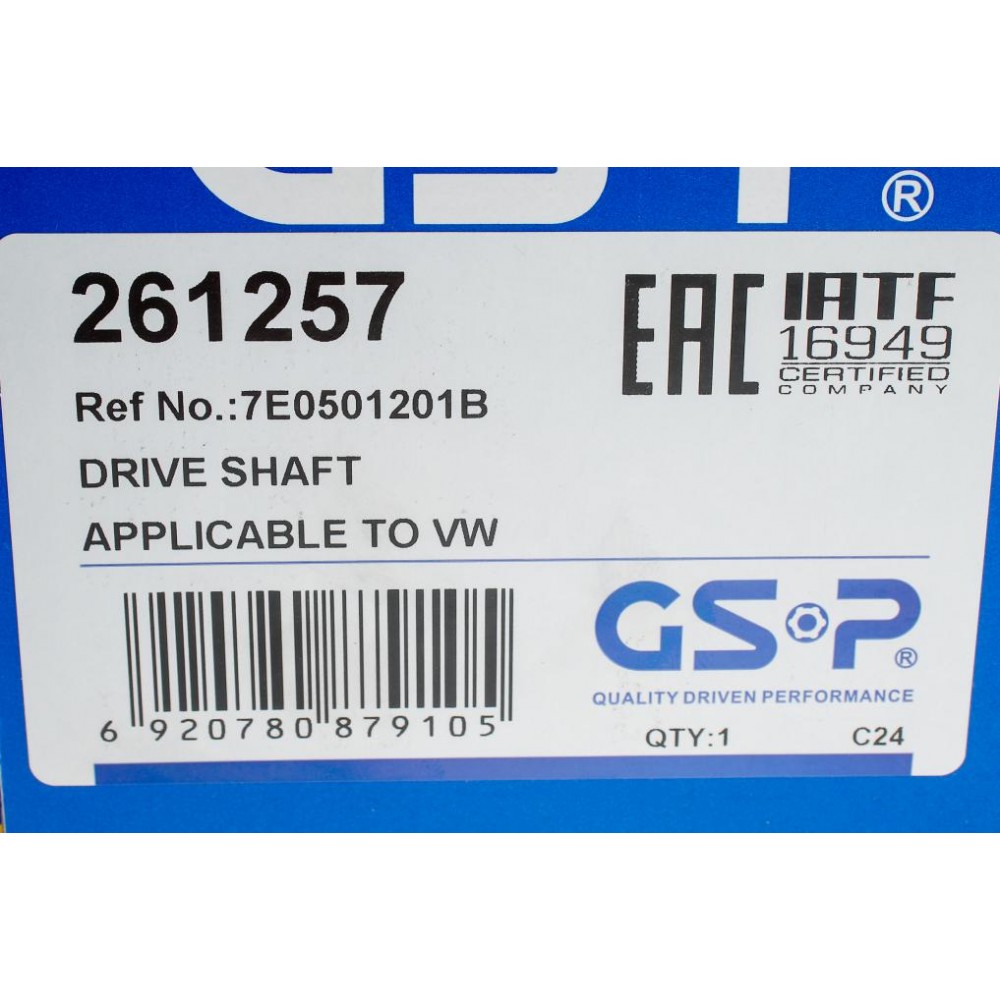 GSP®
261257
EAC
IATF
16949
CERTIFIED
COMPANY
Ref No.:7E0501201B
DRIVE SHAFT
APPLICABLE TO VW
GS•P®
QUALITY DRIVEN PERFORMANCE
6 920780 879105
QTY:1 C24